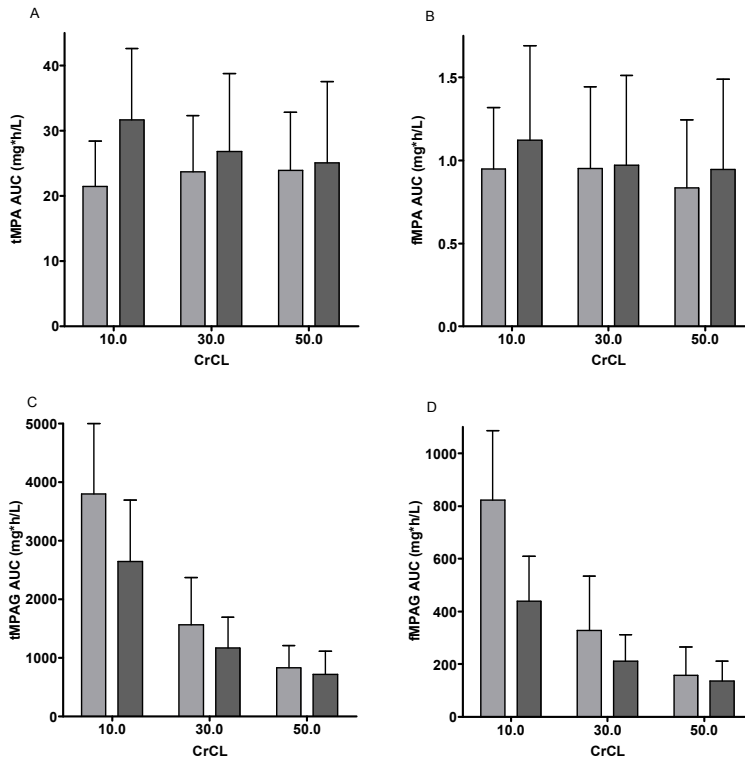 A
tMPA AUC (mg*h/L)
40
30
20
10
0
10.0 30.0 50.0
CrCL
B
fMPA AUC (mg*h/L)
1.5
1.0
0.5
0.0
10.0 30.0 50.0
CrCL
C
tMPAG AUC (mg*h/L)
5000
4000
3000
2000
1000
0
10.0 30.0 50.0
CrCL
D
fMPAG AUC (mg*h/L)
1000
800
600
400
200
0
10.0 30.0 50.0
CrCL